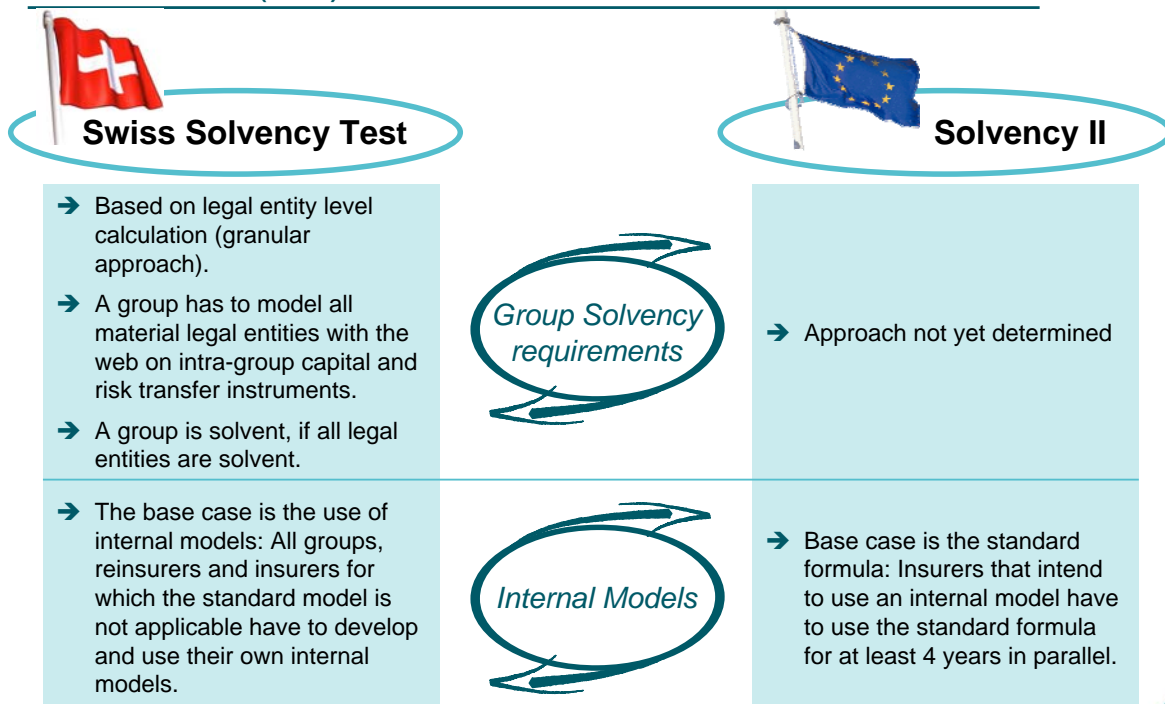 Swiss Solvency Test
Solvency II
➔ Based on legal entity level
calculation (granular
approach).
➔ A group has to model all
material legal entities with the
web on intra-group capital and
risk transfer instruments.
➔ A group is solvent, if all legal
entities are solvent.
Group Solvency
requirements
➔ Approach not yet determined
➔ The base case is the use of
internal models: All groups,
reinsurers and insurers for
which the standard model is
not applicable have to develop
and use their own internal
models.
Internal Models
➔ Base case is the standard
formula: Insurers that intend
to use an internal model have
to use the standard formula
for at least 4 years in parallel.